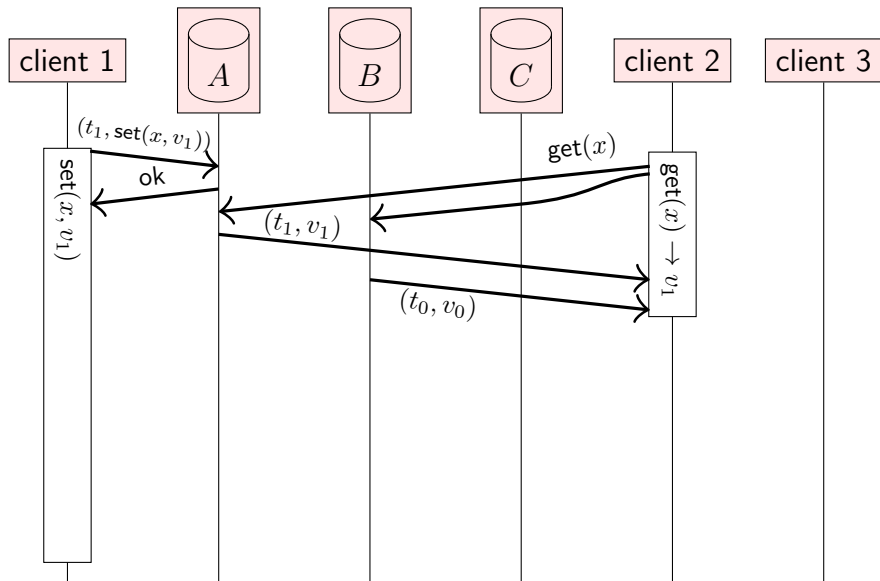 client 1
A
B
C
client 2
client 3
(t₁, set(x, v₁))
ok
set(x, v₁)
get(x)
get(x) → v₁
(t₁, v₁)
(t₀, v₀)